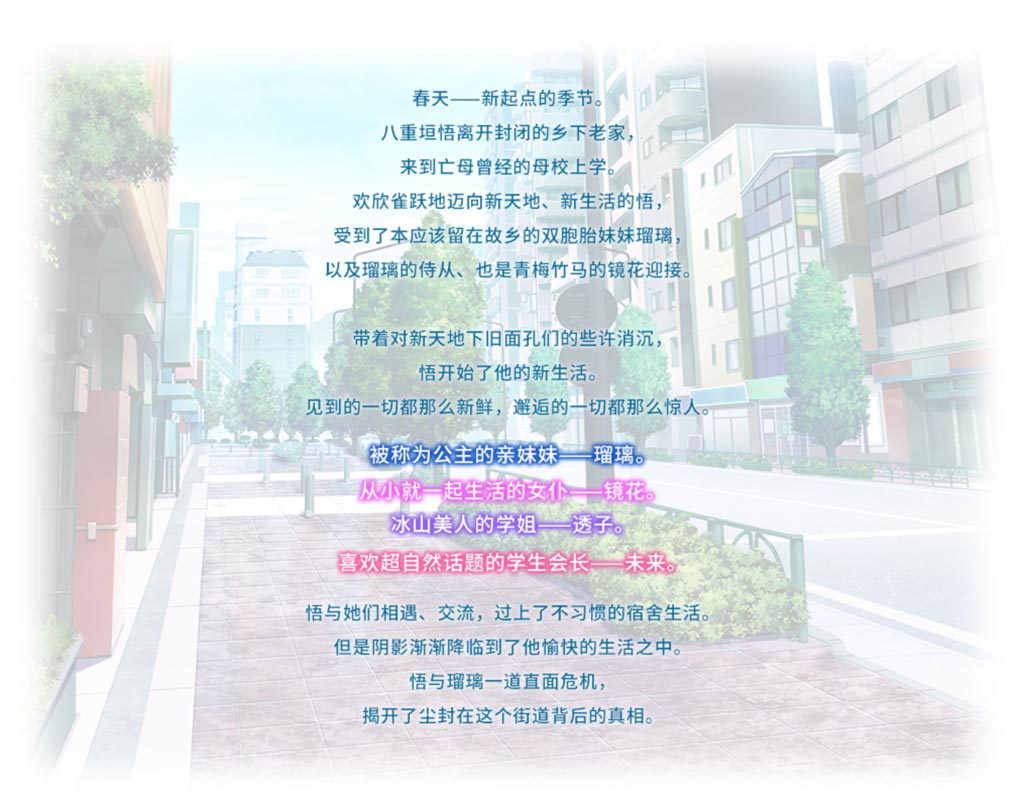 春天——新起点的季节。
八重垣悟离开封闭的乡下老家，
来到亡母曾经的母校上学。
欢欣雀跃地迈向新天地、新生活的悟，
受到了本应该留在故乡的双胞胎妹妹瑠璃，
以及瑠璃的侍从、也是青梅竹马的镜花迎接。
带着对新天地下旧面孔们的些许消沉，
悟开始了他的新生活。
见到的一切都那么新鲜，邂逅的一切都那么惊人。
被称为公主的亲妹妹——瑠璃。
从小就一起生活的女仆——镜花。
冰山美人的学姐——透子。
喜欢超自然话题的学生会长——未来。
悟与她们相遇、交流，过上了不习惯的宿舍生活。
但是阴影渐渐降临到了他愉快的生活之中。
悟与瑠璃一道直面危机，
揭开了尘封在这个街道背后的真相。